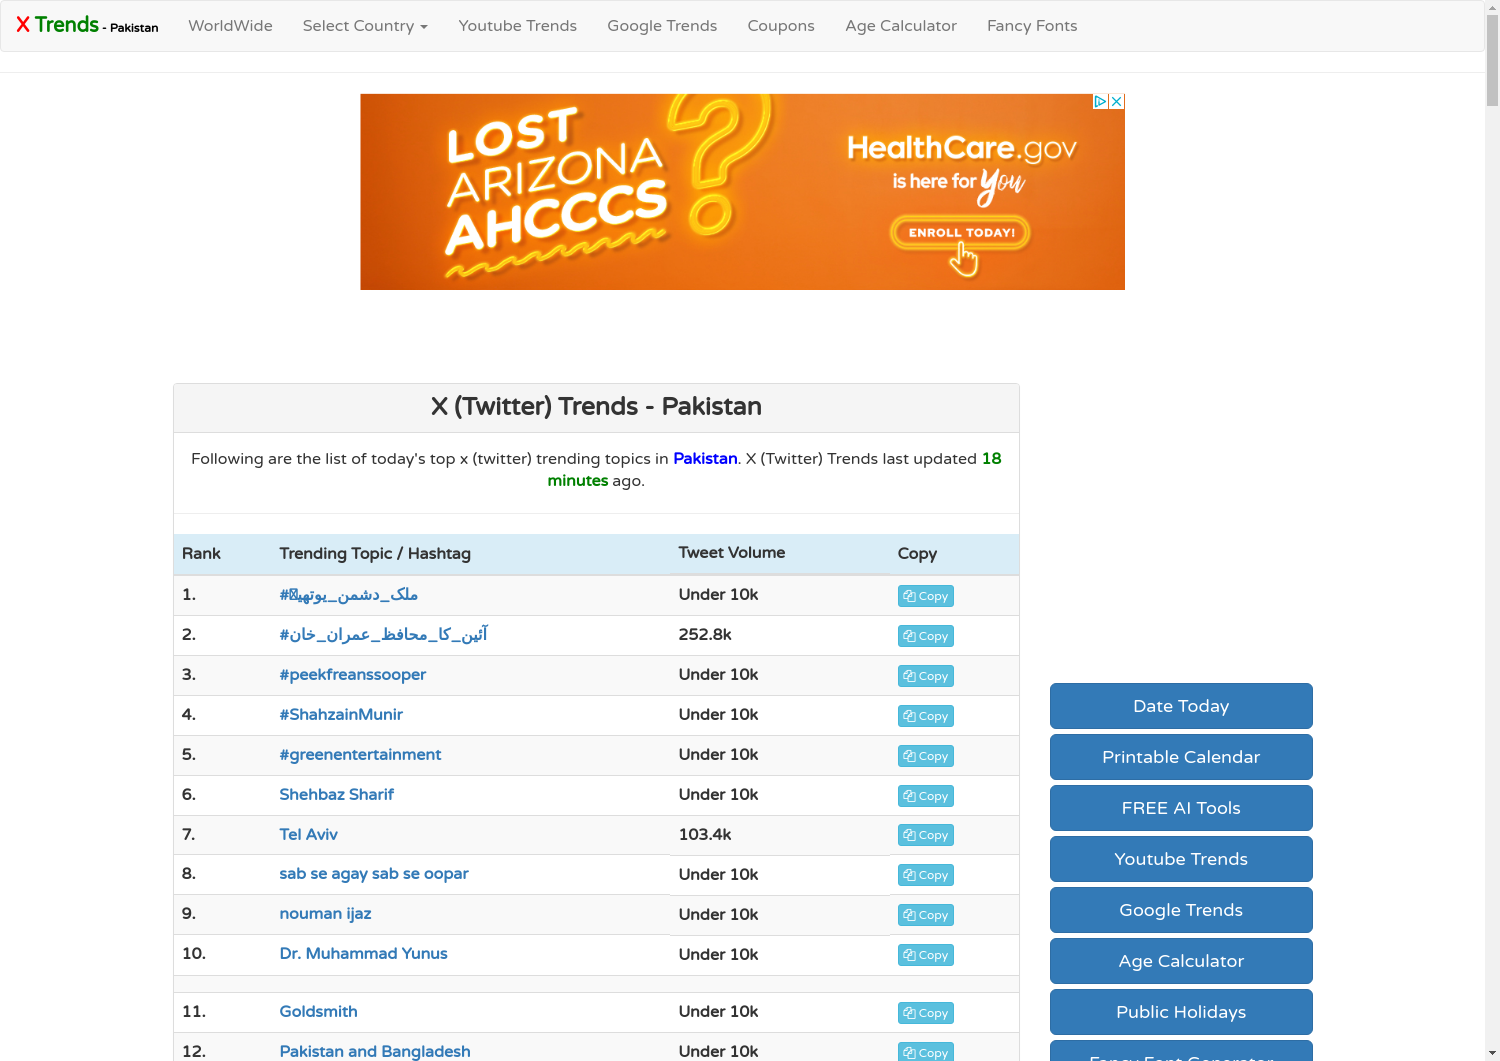 X Trends - Pakistan WorldWide Select Country Youtube Trends Google Trends Coupons Age Calculator Fancy Fonts
LOST
ARIZONA
AHCCCS
?
HealthCare.gov
is here for You
ENROLL TODAY!
X (Twitter) Trends - Pakistan
Following are the list of today's top x (twitter) trending topics in Pakistan. X (Twitter) Trends last updated 18
minutes ago.
Rank Trending Topic / Hashtag Tweet Volume Copy
1. #ملک_دشمن_یوتھی Under 10k Copy
2. #آئین_کا_محافظ_عمران_خان 252.8k Copy
3. #peekfreanssooper Under 10k Copy
4. #ShahzainMunir Under 10k Copy
5. #greenentertainment Under 10k Copy
6. Shehbaz Sharif Under 10k Copy
7. Tel Aviv 103.4k Copy
8. sab se agay sab se oopar Under 10k Copy
9. nouman ijaz Under 10k Copy
10. Dr. Muhammad Yunus Under 10k Copy
11. Goldsmith Under 10k Copy
12. Pakistan and Bangladesh Under 10k Copy
Date Today
Printable Calendar
FREE AI Tools
Youtube Trends
Google Trends
Age Calculator
Public Holidays
Fancy Font Generator